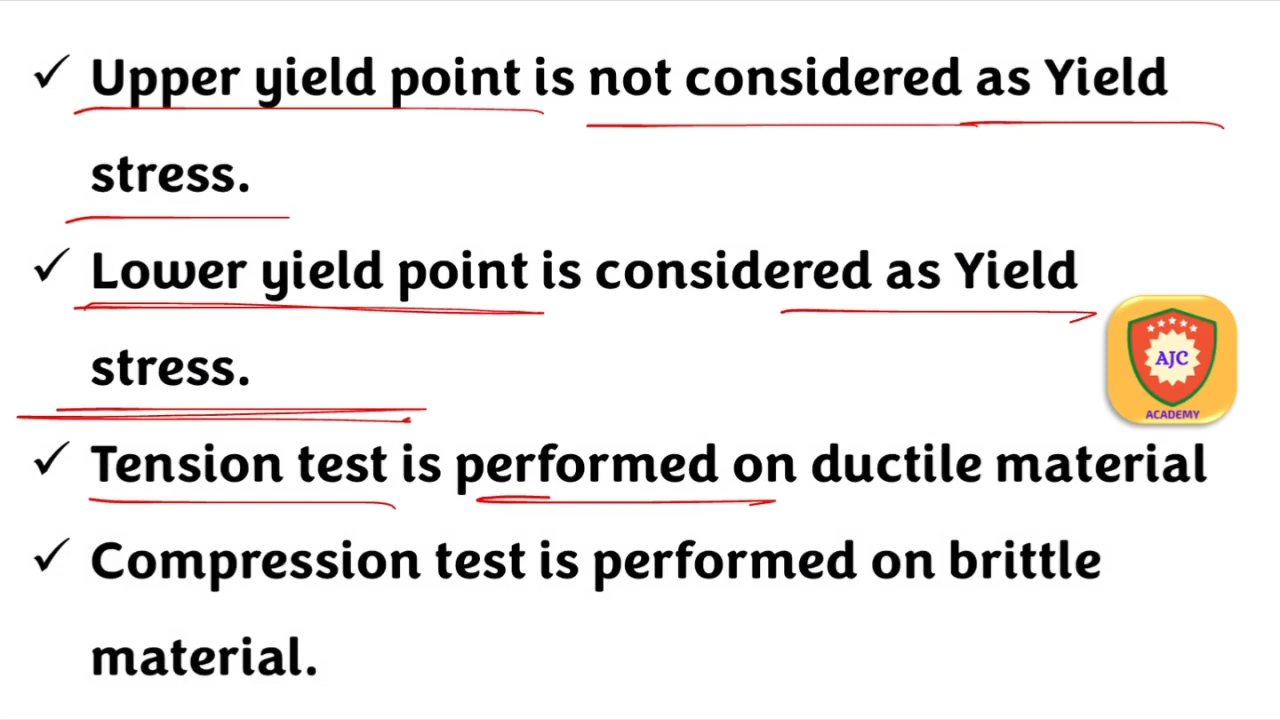 ✓ Upper yield point is not considered as Yield
stress.
✓ Lower yield point is considered as Yield
stress.
AJC
ACADEMY
✓ Tension test is performed on ductile material
✓ Compression test is performed on brittle
material.